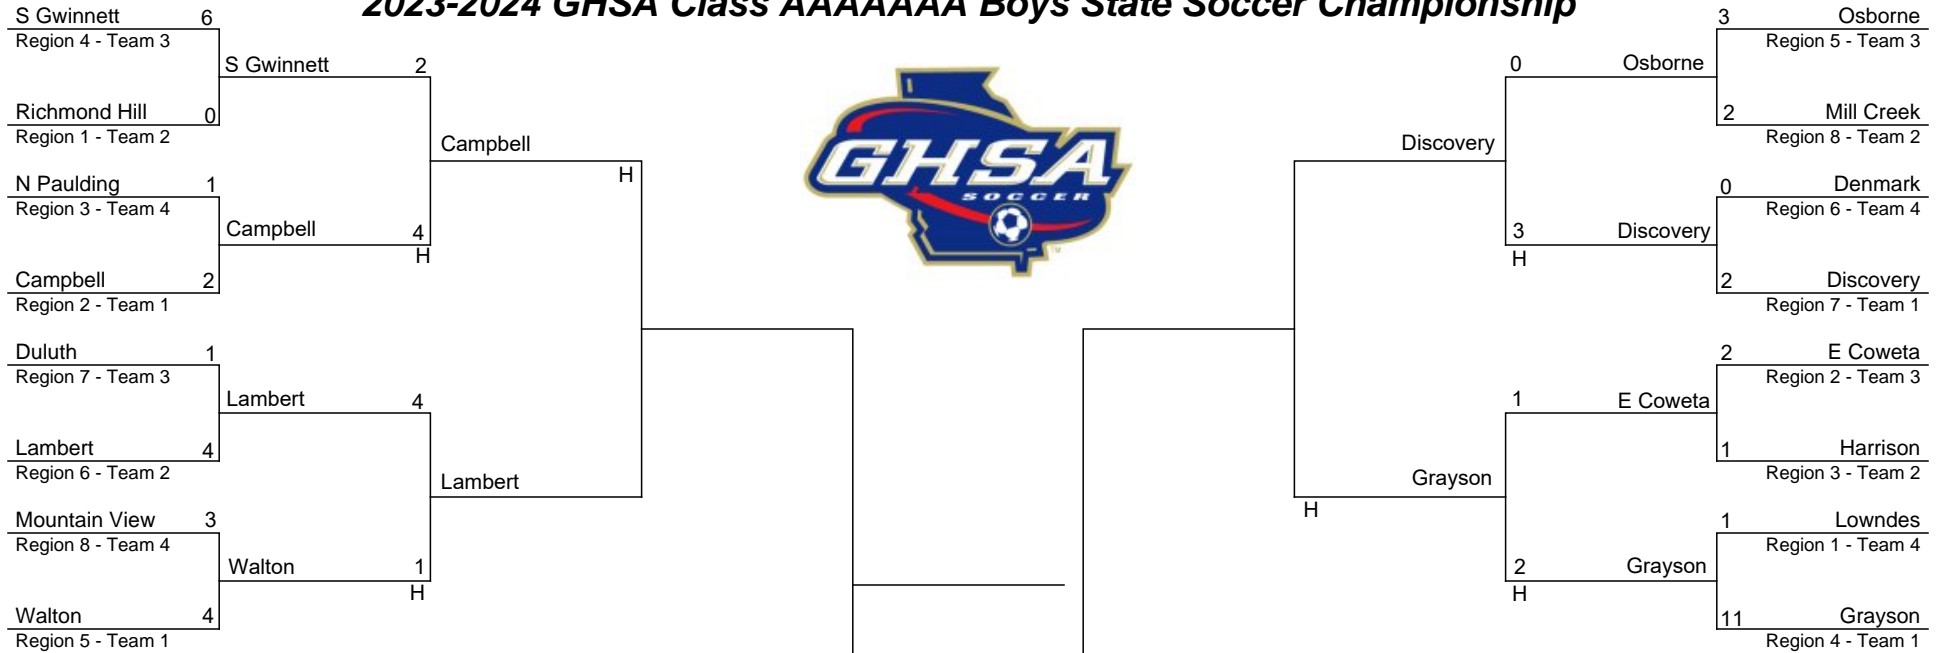 2023-2024 GHSA Class AAAAAAA Boys State Soccer Championship
S Gwinnett 6
Region 4 - Team 3
S Gwinnett 2
Richmond Hill 0
Region 1 - Team 2
Campbell
H
N Paulding 1
Region 3 - Team 4
Campbell 4
H
Campbell 2
Region 2 - Team 1
Duluth 1
Region 7 - Team 3
Lambert 4
Lambert 4
Region 6 - Team 2
Lambert
Mountain View 3
Region 8 - Team 4
Walton 1
H
Walton 4
Region 5 - Team 1
GHSA
SOCCER
TM
3 Osborne
Region 5 - Team 3
0 Osborne
2 Mill Creek
Region 8 - Team 2
Discovery
0 Denmark
Region 6 - Team 4
3 Discovery
H
2 Discovery
Region 7 - Team 1
2 E Coweta
Region 2 - Team 3
1 E Coweta
1 Harrison
Region 3 - Team 2
Grayson
H
1 Lowndes
Region 1 - Team 4
2 Grayson
H
11 Grayson
Region 4 - Team 1